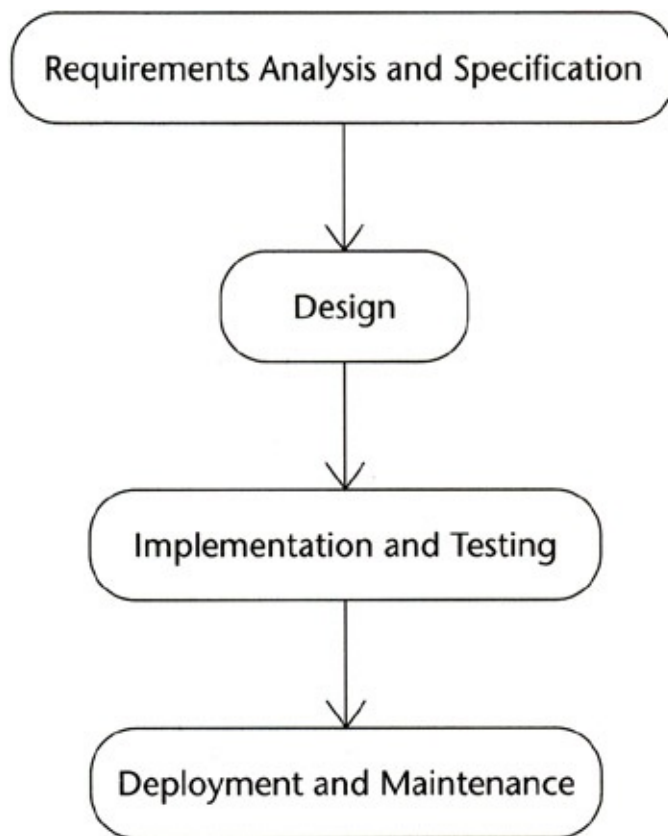 Requirements Analysis and Specification
Design
Implementation and Testing
Deployment and Maintenance